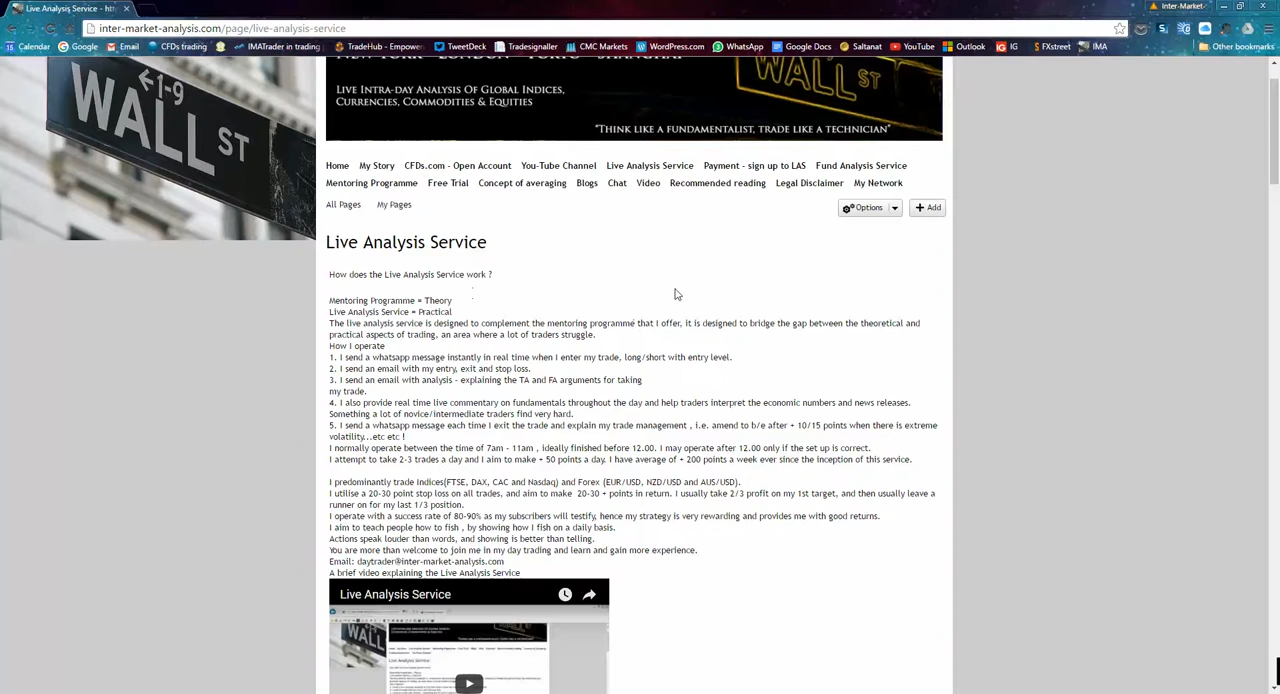 Live Analysis Service - htt
Inter-Market-
inter-market-analysis.com/page/live-analysis-service
Calendar Google Email CFDs trading IMATrader in trading TradeHub - Empower TweetDeck Tradesignaller CMC Markets WordPress.com WhatsApp Google Docs Saltanat YouTube Outlook IG FXstreet IMA Other bookmarks
←1-9
WALL ST
NEW YORK - LONDON - TOKYO - SHANGHAI
WALL ST
LIVE INTRA-DAY ANALYSIS OF GLOBAL INDICES,
CURRENCIES, COMMODITIES & EQUITIES
"THINK LIKE A FUNDAMENTALIST, TRADE LIKE A TECHNICIAN"
Home My Story CFDs.com - Open Account You-Tube Channel Live Analysis Service Payment - sign up to LAS Fund Analysis Service
Mentoring Programme Free Trial Concept of averaging Blogs Chat Video Recommended reading Legal Disclaimer My Network
All Pages My Pages
Options + Add
Live Analysis Service
How does the Live Analysis Service work ?
Mentoring Programme = Theory
Live Analysis Service = Practical
The live analysis service is designed to complement the mentoring programme that I offer, it is designed to bridge the gap between the theoretical and
practical aspects of trading, an area where a lot of traders struggle.
How I operate
1. I send a whatsapp message instantly in real time when I enter my trade, long/short with entry level.
2. I send an email with my entry, exit and stop loss.
3. I send an email with analysis - explaining the TA and FA arguments for taking
my trade.
4. I also provide real time live commentary on fundamentals throughout the day and help traders interpret the economic numbers and news releases.
Something a lot of novice/intermediate traders find very hard.
5. I send a whatsapp message each time I exit the trade and explain my trade management , i.e. amend to b/e after + 10/15 points when there is extreme
volatility...etc etc !
I normally operate between the time of 7am - 11am , ideally finished before 12.00. I may operate after 12.00 only if the set up is correct.
I attempt to take 2-3 trades a day and I aim to make + 50 points a day. I have average of + 200 points a week ever since the inception of this service.
I predominantly trade Indices(FTSE, DAX, CAC and Nasdaq) and Forex (EUR/USD, NZD/USD and AUS/USD).
I utilise a 20-30 point stop loss on all trades, and aim to make 20-30 + points in return. I usually take 2/3 profit on my 1st target, and then usually leave a
runner on for my last 1/3 position.
I operate with a success rate of 80-90% as my subscribers will testify, hence my strategy is very rewarding and provides me with good returns.
I aim to teach people how to fish , by showing how I fish on a daily basis.
Actions speak louder than words, and showing is better than telling.
You are more than welcome to join me in my day trading and learn and gain more experience.
Email: daytrader@inter-market-analysis.com
A brief video explaining the Live Analysis Service
Live Analysis Service